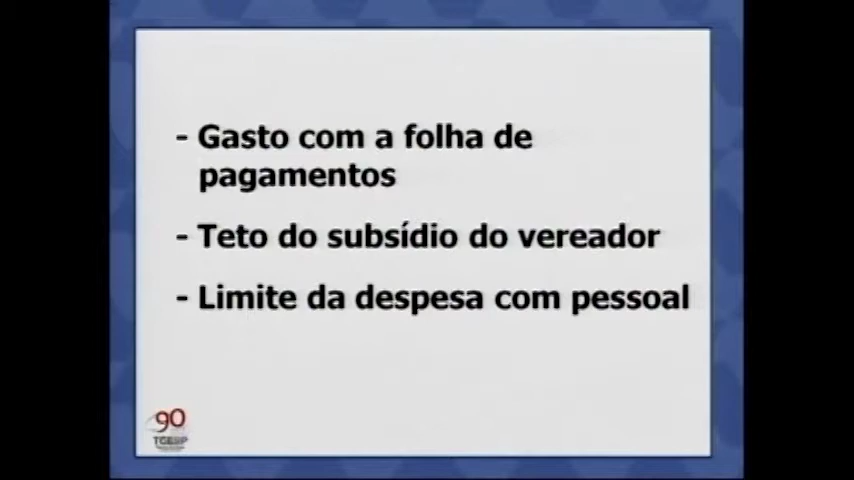 - Gasto com a folha de
pagamentos
- Teto do subsídio do vereador
- Limite da despesa com pessoal
90
TCESP